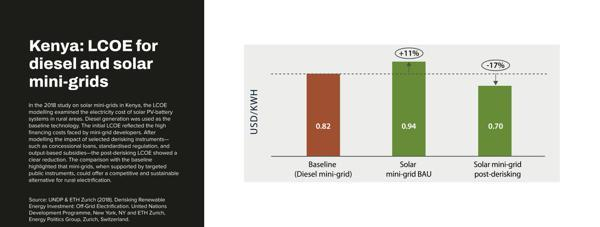 Kenya: LCOE for
diesel and solar
mini-grids
In the 2018 study on solar mini-grids in Kenya, the LCOE
modelling examined the electricity cost of solar PV-battery
systems in rural areas. Diesel generation was used as the
baseline technology. The initial LCOE reflected the high
financing costs faced by mini-grid developers. After
modelling the impact of selected derisking instruments—
such as concessional loans, standardised regulation, and
output-based subsidies—the post-derisking LCOE showed a
clear reduction. The comparison with the baseline
highlighted that mini-grids, when supported by targeted
public instruments, could offer a competitive and sustainable
alternative for rural electrification.
Source: UNDP & ETH Zurich (2018). Derisking Renewable
Energy Investment: Off-Grid Electrification. United Nations
Development Programme, New York, NY and ETH Zurich,
Energy Politics Group, Zurich, Switzerland.
USD/KWH
+11%
-17%
0.82
0.94
0.70
Baseline
(Diesel mini-grid)
Solar
mini-grid BAU
Solar mini-grid
post-derisking